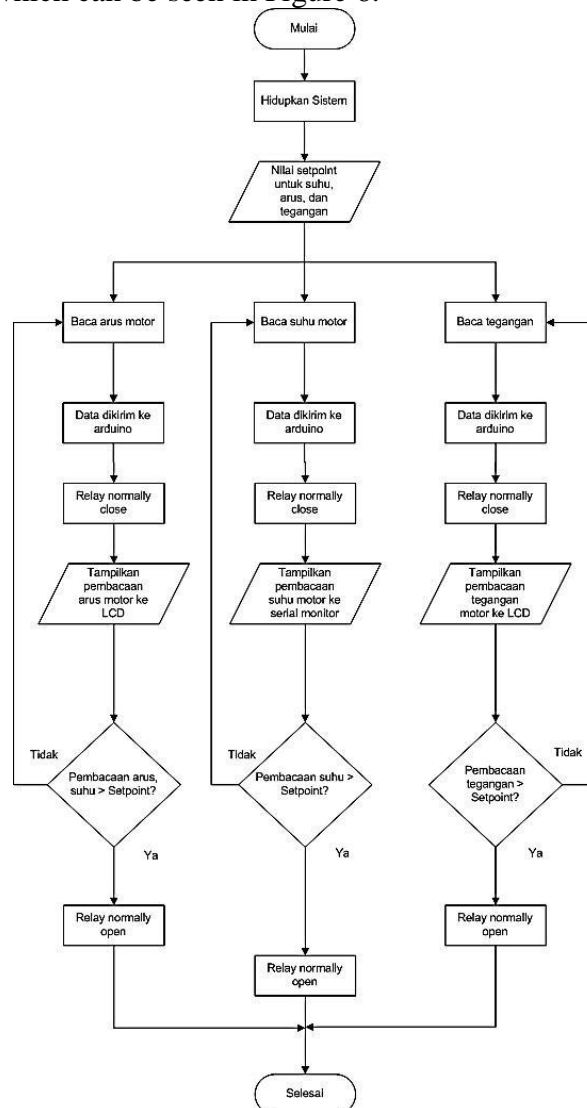 which can be seen in Figure 6.
Mulai
Hidupkan Sistem
Nilai setpoint
untuk suhu,
arus, dan
tegangan
Baca arus motor
Baca suhu motor
Baca tegangan
Data dikirim ke
arduino
Data dikirim ke
arduino
Data dikirim ke
arduino
Relay normally
close
Relay normally
close
Relay normally
close
Tampilkan
pembacaan
arus motor ke
LCD
Tampilkan
pembacaan
suhu motor ke
serial monitor
Tampilkan
pembacaan
tegangan
motor ke LCD
Tidak
Pembacaan arus,
suhu > Setpoint?
Ya
Tidak
Pembacaan suhu >
Setpoint?
Ya
Tidak
Pembacaan
tegangan >
Setpoint?
Ya
Relay normally
open
Relay normally
open
Relay normally
open
Selesai